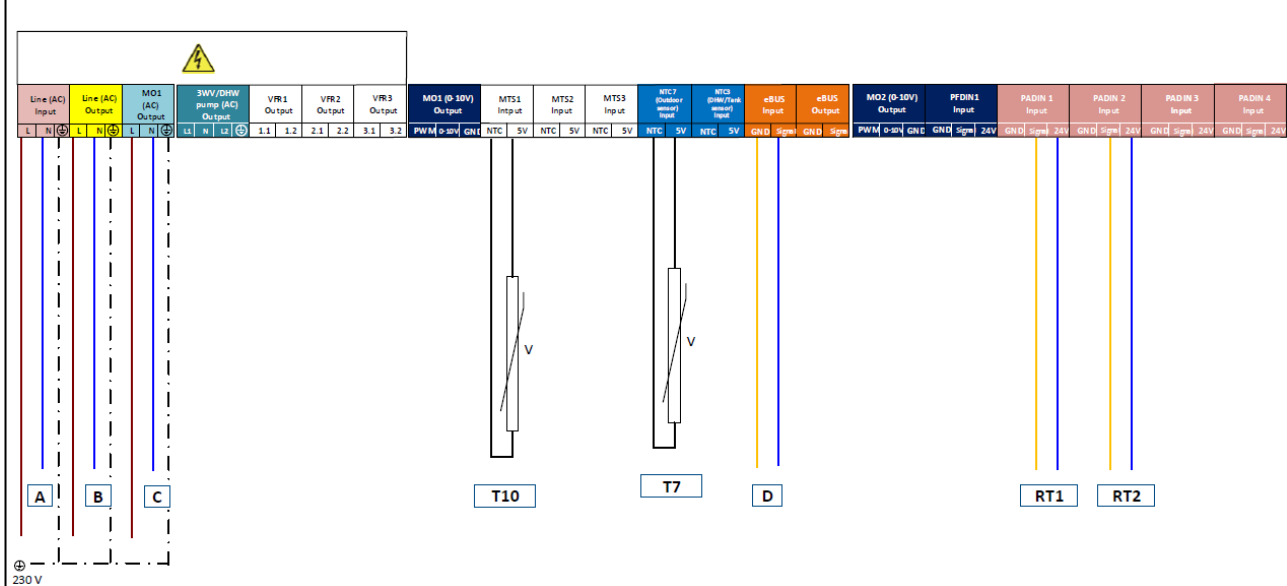 Line (AC)
Input
Line (AC)
Output
MO1
(AC)
Output
3WV/DHW
pump (AC)
Output
VFR1
Output
VFR2
Output
VFR3
Output
MO1 (0-10V)
Output
MTS1
Intput
MTS2
Input
MTS3
Input
NTC 7
(Outdoor
sensor)
Input
NTC3
(DHW/Tank
sensor)
Input
eBUS
Input
eBUS
Output
MO2 (0-10V)
Output
PFDIN1
Input
PADIN 1
Input
PADIN 2
Input
PADIN 3
Input
PADIN 4
Input
L N L N L N L1 N L2 1.1 1.2 2.1 2.2 3.1 3.2 PWM 0-10V GND NTC 5V NTC 5V NTC 5V NTC 5V NTC 5V GND Signal GND Signal PWM 0-10V GND GND Signal 24V GND Signal 24V GND Signal 24V GND Signal 24V GND Signal 24V
V
V
A
B
C
T10
T7
D
RT1
RT2
230 V